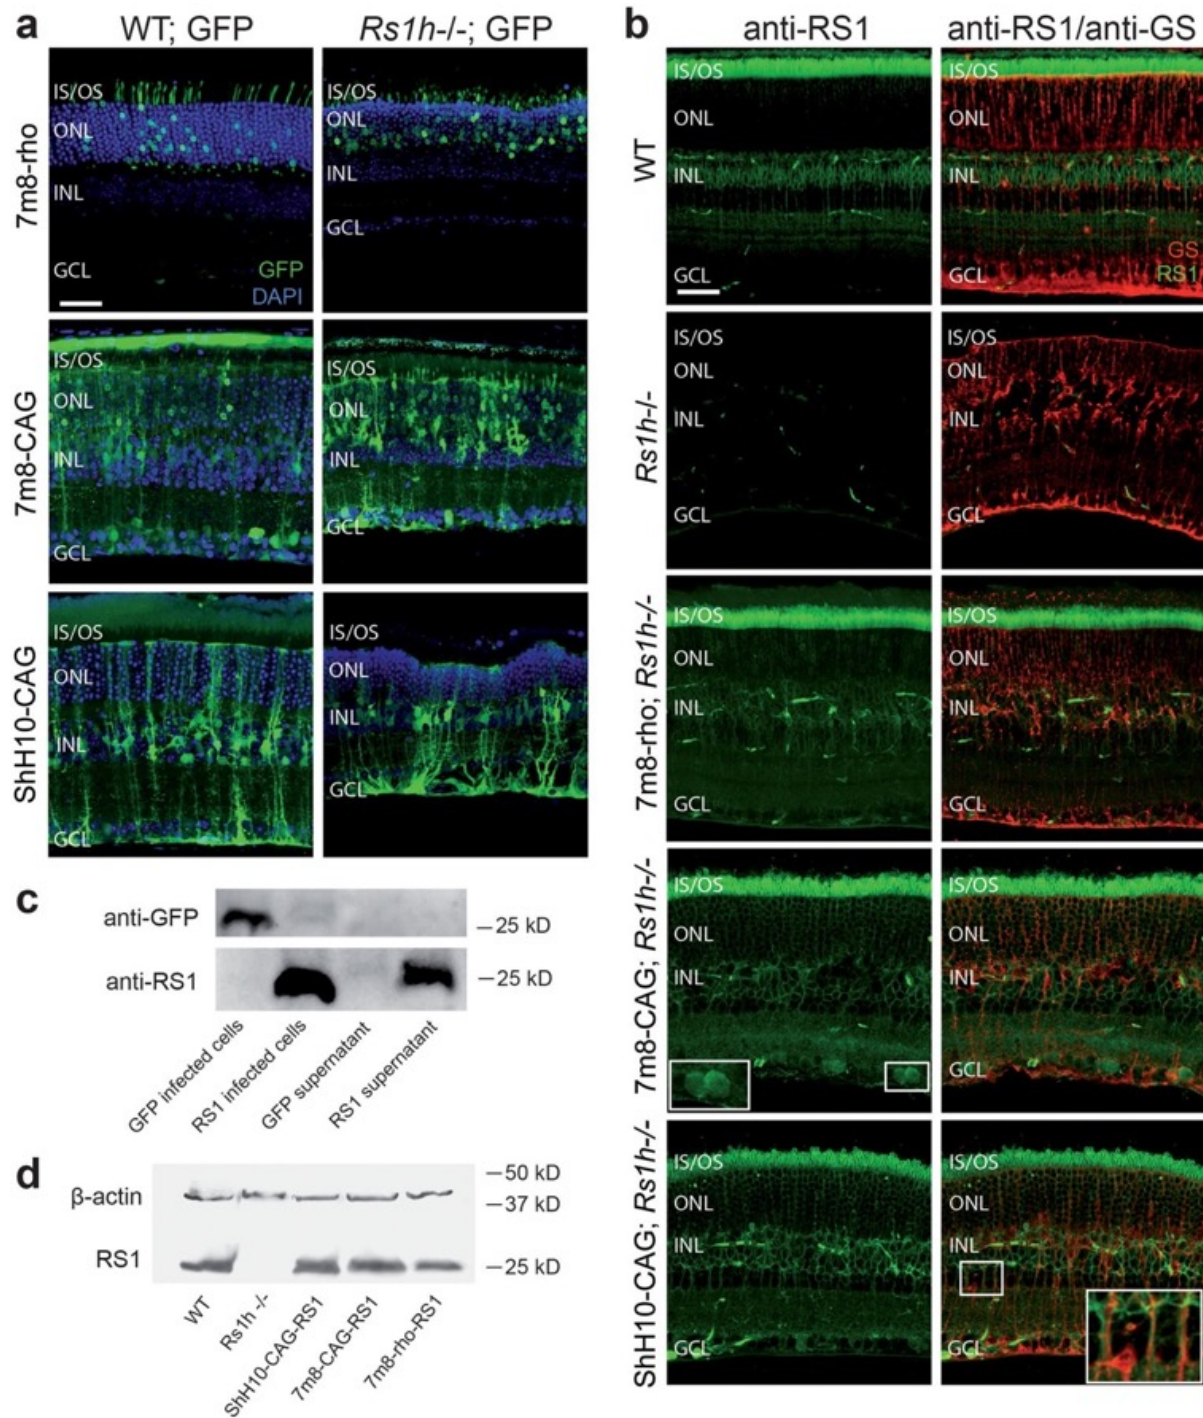 a
WT; GFP
Rs1h-/-; GFP
7m8-rho
IS/OS
ONL
INL
GCL
GFP
DAPI
IS/OS
ONL
INL
GCL
7m8-CAG
IS/OS
ONL
INL
GCL
IS/OS
ONL
INL
GCL
ShH10-CAG
IS/OS
ONL
INL
GCL
IS/OS
ONL
INL
GCL
b
anti-RS1
anti-RS1/anti-GS
WT
IS/OS
ONL
INL
GCL
IS/OS
ONL
INL
GCL
GS
RS1
Rs1h-/-
IS/OS
ONL
INL
GCL
IS/OS
ONL
INL
GCL
7m8-rho; Rs1h-/-
IS/OS
ONL
INL
GCL
IS/OS
ONL
INL
GCL
7m8-CAG; Rs1h-/-
IS/OS
ONL
INL
GCL
IS/OS
ONL
INL
GCL
ShH10-CAG; Rs1h-/-
IS/OS
ONL
INL
GCL
IS/OS
ONL
INL
GCL
c
anti-GFP
25 kD
anti-RS1
25 kD
GFP infected cells
RS1 infected cells
GFP supernatant
RS1 supernatant
d
β-actin
50 kD
37 kD
RS1
25 kD
WT
Rs1h -/-
ShH10-CAG-RS1
7m8-CAG-RS1
7m8-rho-RS1